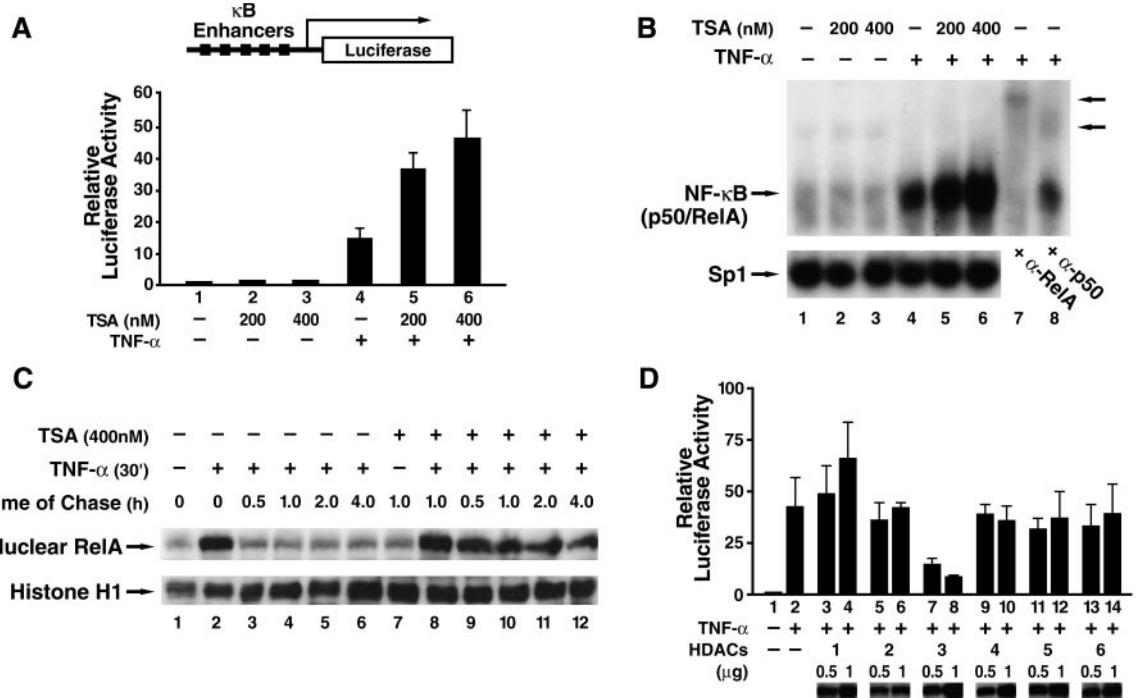 A
κB
Enhancers
Luciferase
Relative
Luciferase Activity
60
50
40
30
20
10
0
1 2 3 4 5 6
TSA (nM) – 200 400 – 200 400
TNF-α – – – + + +
B
TSA (nM) – 200 400 – 200 400 – –
TNF-α – – – + + + + +
NF-κB
(p50/RelA)
Sp1
+ α-RelA
+ α-p50
1 2 3 4 5 6 7 8
C
TSA (400nM) – – – – – – + + + + + +
TNF-α (30') – + + + + + – + + + + +
me of Chase (h) 0 0 0.5 1.0 2.0 4.0 1.0 1.0 0.5 1.0 2.0 4.0
uclear RelA
Histone H1
1 2 3 4 5 6 7 8 9 10 11 12
D
Relative
Luciferase Activity
100
75
50
25
0
1 2 3 4 5 6 7 8 9 10 11 12 13 14
TNF-α – + + + + + + + + + + + + +
HDACs – – 1 2 3 4 5 6
(μg) 0.5 1 0.5 1 0.5 1 0.5 1 0.5 1 0.5 1